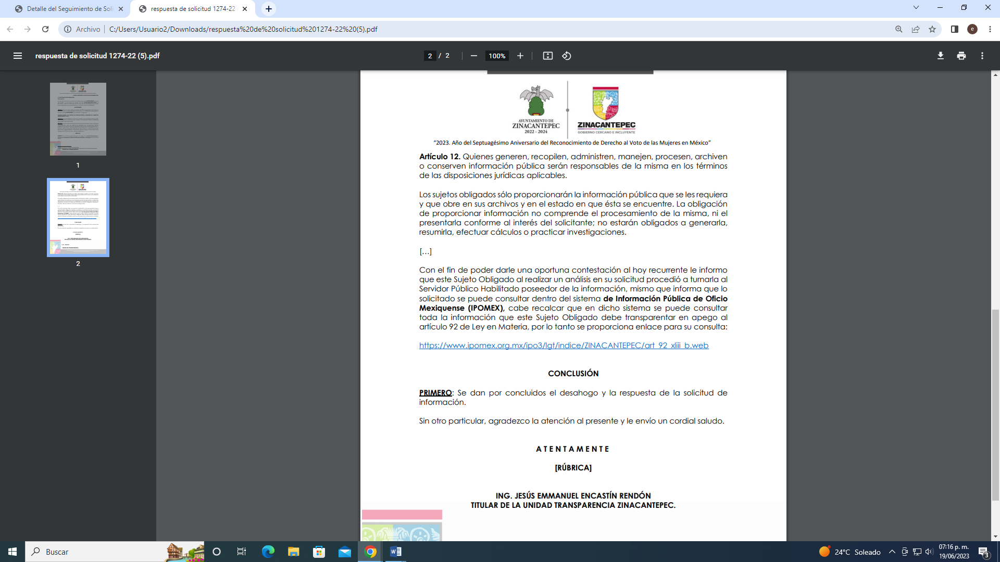 Detalle del Seguimiento de Soli
respuesta de solicitud 1274-22
Archivo
C:/Users/Usuario2/Downloads/respuesta%20de%20solicitud%201274-22%20(5).pdf
e
respuesta de solicitud 1274-22 (5).pdf
2 / 2
100%
1
2
AYUNTAMIENTO DE
ZINACANTEPEC
2022 - 2024
ZINACANTEPEC
GOBIERNO CERCANO E INCLUYENTE
“2023. Año del Septuagésimo Aniversario del Reconocimiento de Derecho al Voto de las Mujeres en México”
Artículo 12. Quienes generen, recopilen, administren, manejen, procesen, archiven
o conserven información pública serán responsables de la misma en los términos
de las disposiciones jurídicas aplicables.
Los sujetos obligados sólo proporcionarán la información pública que se les requiera
y que obre en sus archivos y en el estado en que ésta se encuentre. La obligación
de proporcionar información no comprende el procesamiento de la misma, ni el
presentarla conforme al interés del solicitante; no estarán obligados a generarla,
resumirla, efectuar cálculos o practicar investigaciones.
[...]
Con el fin de poder darle una oportuna contestación al hoy recurrente le informo
que este Sujeto Obligado al realizar un análisis en su solicitud procedió a turnarla al
Servidor Público Habilitado poseedor de la información, mismo que informa que lo
solicitado se puede consultar dentro del sistema de Información Pública de Oficio
Mexiquense (IPOMEX), cabe recalcar que en dicho sistema se puede consultar
toda la información que este Sujeto Obligado debe transparentar en apego al
artículo 92 de Ley en Materia, por lo tanto se proporciona enlace para su consulta:
https://www.ipomex.org.mx/ipo3/lgt/indice/ZINACANTEPEC/art_92_xliii_b.web
CONCLUSIÓN
PRIMERO: Se dan por concluidos el desahogo y la respuesta de la solicitud de
información.
Sin otro particular, agradezco la atención al presente y le envío un cordial saludo.
A T E N T A M E N T E
[RÚBRICA]
ING. JESÚS EMMANUEL ENCASTÍN RENDÓN
TITULAR DE LA UNIDAD TRANSPARENCIA ZINACANTEPEC.
Buscar
24°C Soleado
07:16 p. m.
19/06/2023
3